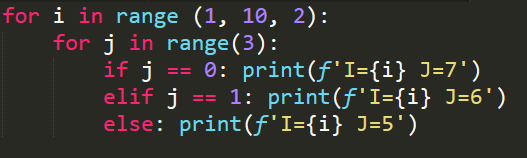 for i in range (1, 10, 2):
    for j in range(3):
        if j == 0: print(f'I={i} J=7')
        elif j == 1: print(f'I={i} J=6')
        else: print(f'I={i} J=5')